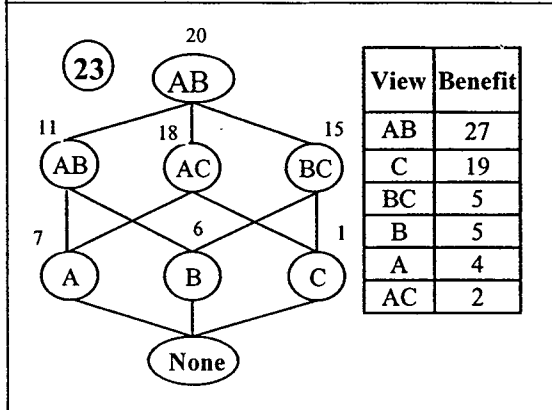 20
23
AB
11
18
15
AB
AC
BC
7
6
1
A
B
C
None
View Benefit
AB 27
C 19
BC 5
B 5
A 4
AC 2